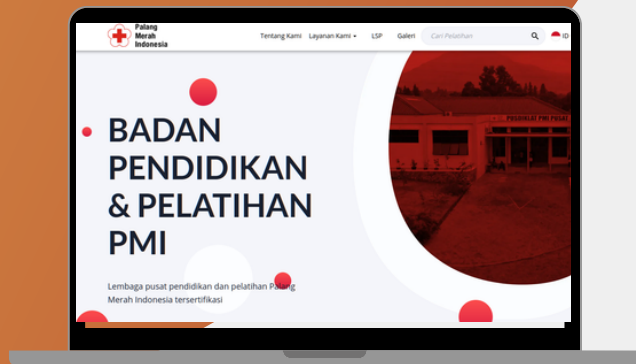 Palang
Merah
Indonesia
Tentang Kami Layanan Kami LSP Galeri Cari Pelatihan ID
BADAN
PENDIDIKAN
& PELATIHAN
PMI
PUSDIKLAT PMI PUSAT
Lembaga pusat pendidikan dan pelatihan Palang
Merah Indonesia tersertifikasi